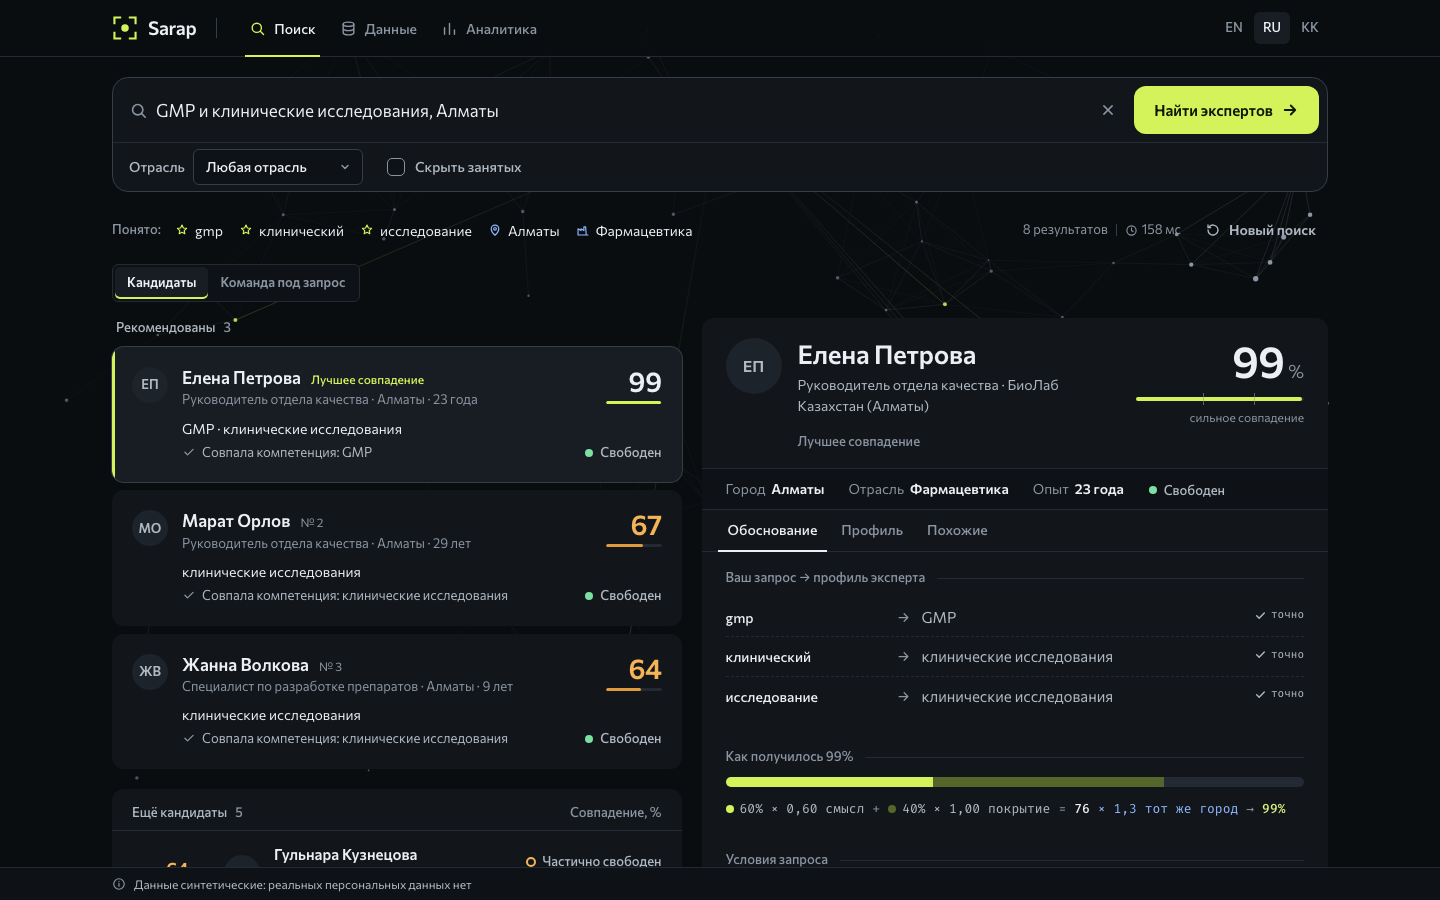 Sarap
Поиск
Данные
Аналитика
EN RU KK
GMP и клинические исследования, Алматы
Найти экспертов →
Отрасль Любая отрасль
Скрыть занятых
Понято: gmp клинический исследование Алматы Фармацевтика
8 результатов 158 мс Новый поиск
Кандидаты Команда под запрос
Рекомендованы 3
ЕП
Елена Петрова Лучшее совпадение
99
Руководитель отдела качества · Алматы · 23 года
GMP · клинические исследования
Совпала компетенция: GMP
Свободен
МО
Марат Орлов № 2
67
Руководитель отдела качества · Алматы · 29 лет
клинические исследования
Совпала компетенция: клинические исследования
Свободен
ЖВ
Жанна Волкова № 3
64
Специалист по разработке препаратов · Алматы · 9 лет
клинические исследования
Совпала компетенция: клинические исследования
Свободен
Ещё кандидаты 5
Совпадение, %
Гульнара Кузнецова
Частично свободен
ЕП
Елена Петрова
99 %
Руководитель отдела качества · БиоЛаб
Казахстан (Алматы)
сильное совпадение
Лучшее совпадение
Город Алматы Отрасль Фармацевтика Опыт 23 года Свободен
Обоснование Профиль Похожие
Ваш запрос → профиль эксперта
gmp → GMP точно
клинический → клинические исследования точно
исследование → клинические исследования точно
Как получилось 99%
60% × 0,60 смысл + 40% × 1,00 покрытие = 76 × 1,3 тот же город → 99%
Условия запроса
Данные синтетические: реальных персональных данных нет